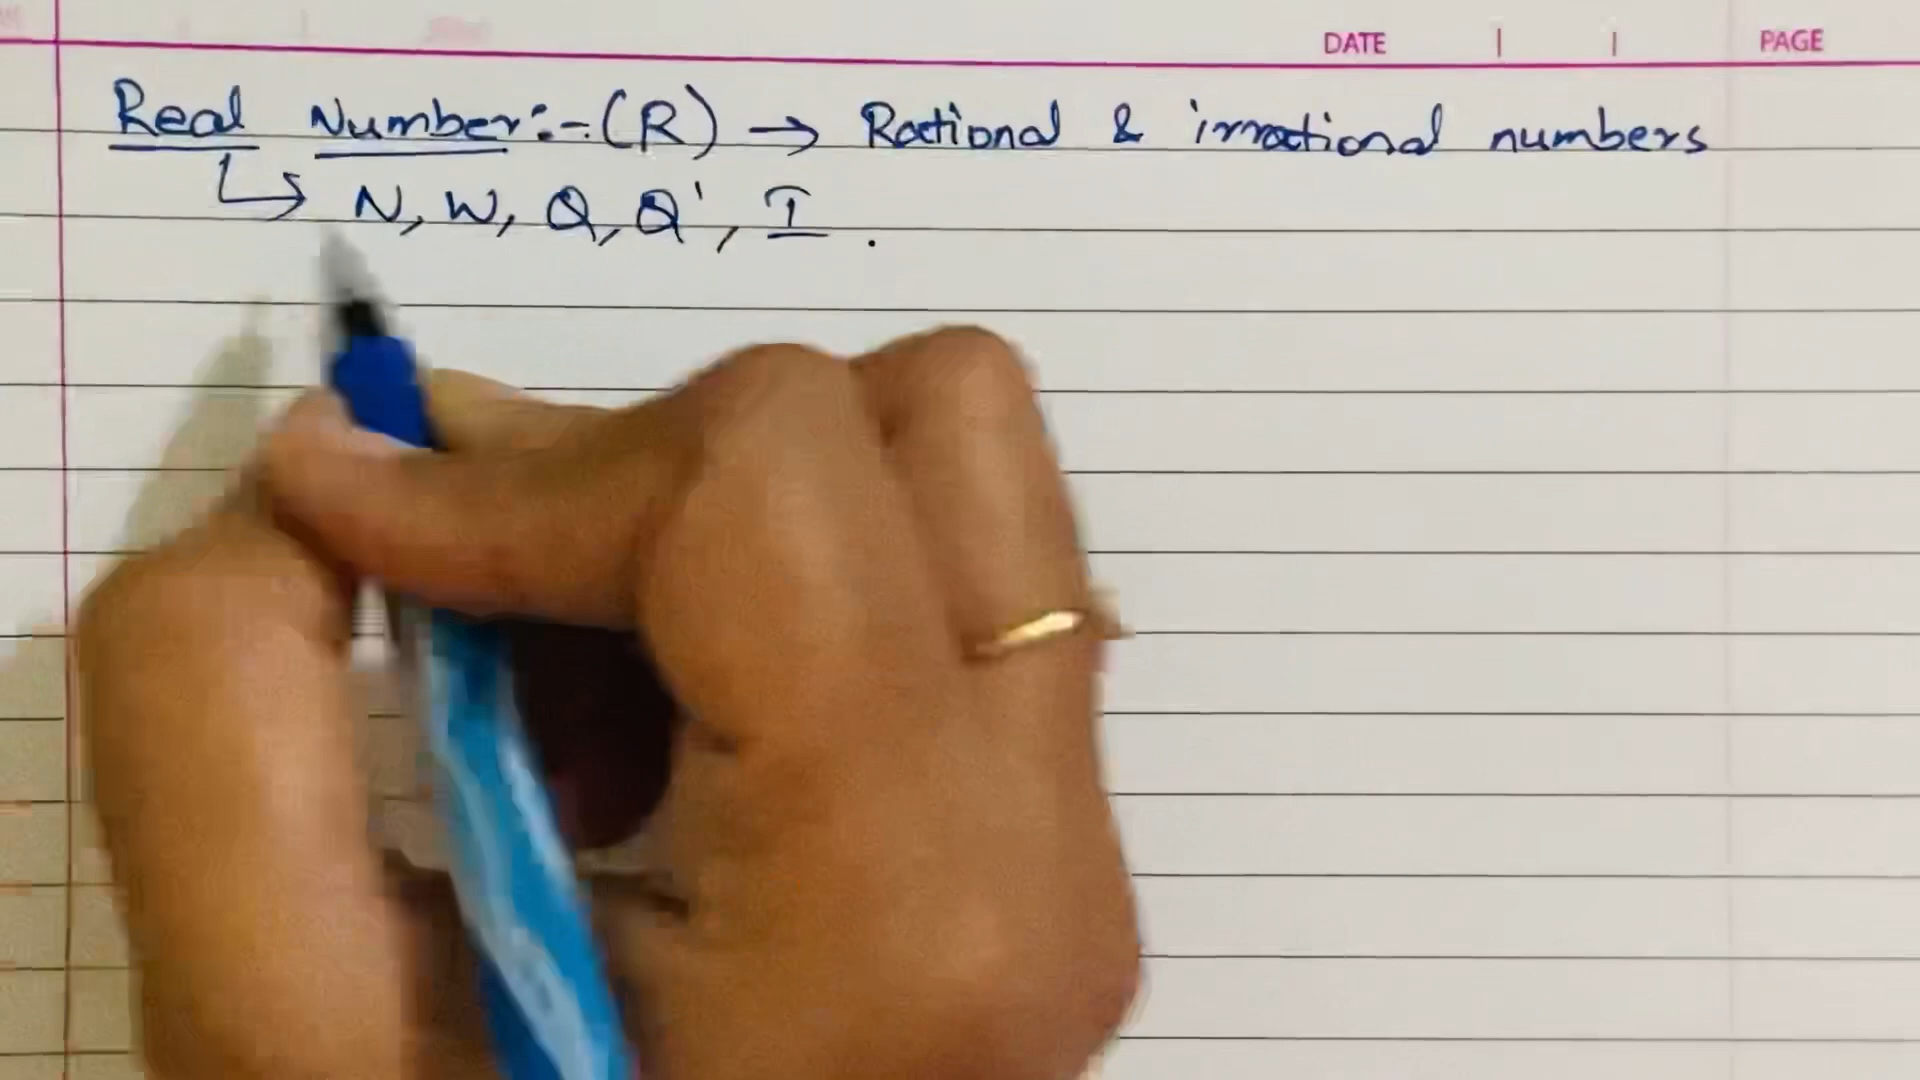 DATE | | PAGE
Real Number:-(R) → Rational & irrational numbers
↳ N, W, Q, Q', I .